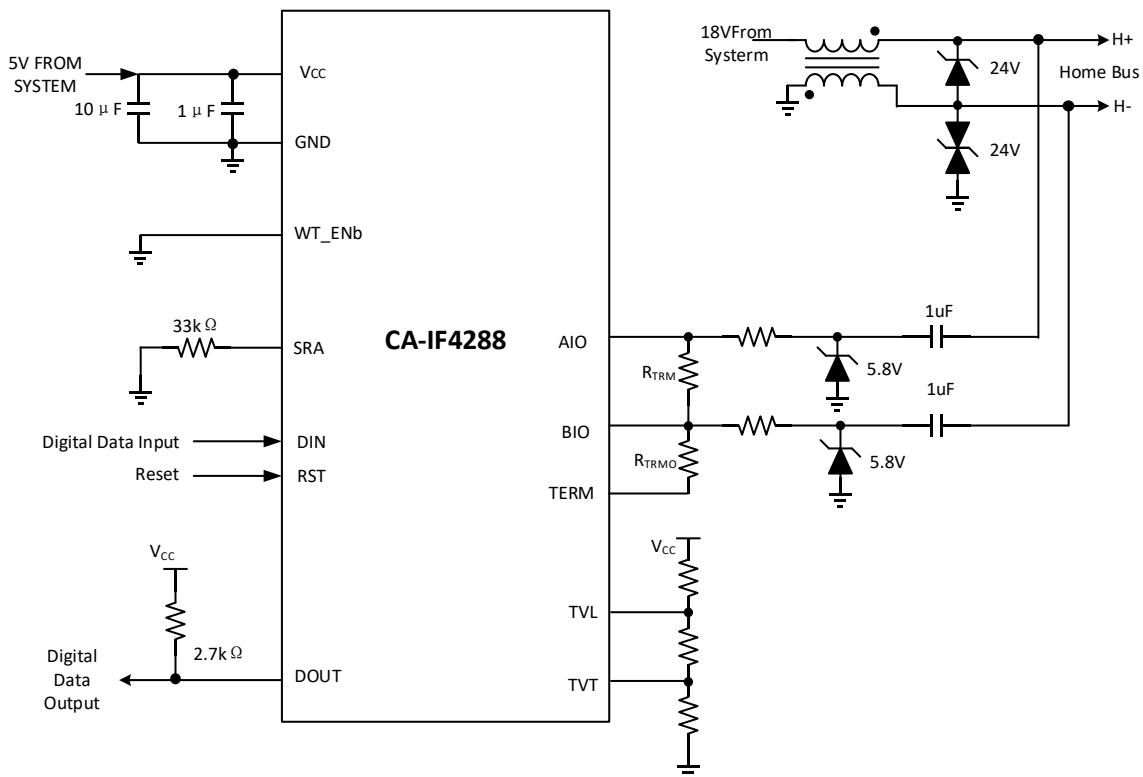 18VFrom
Systerm
H+
24V
Home Bus
H-
24V
5V FROM
SYSTEM
10 μF
1 μF
VCC
GND
WT_ENb
33k Ω
SRA
CA-IF4288
AIO
RTRM
5.8V
1uF
1uF
BIO
RTRMO
5.8V
TERM
Digital Data Input
DIN
Reset
RST
VCC
2.7k Ω
Digital
Data
Output
DOUT
VCC
TVL
TVT